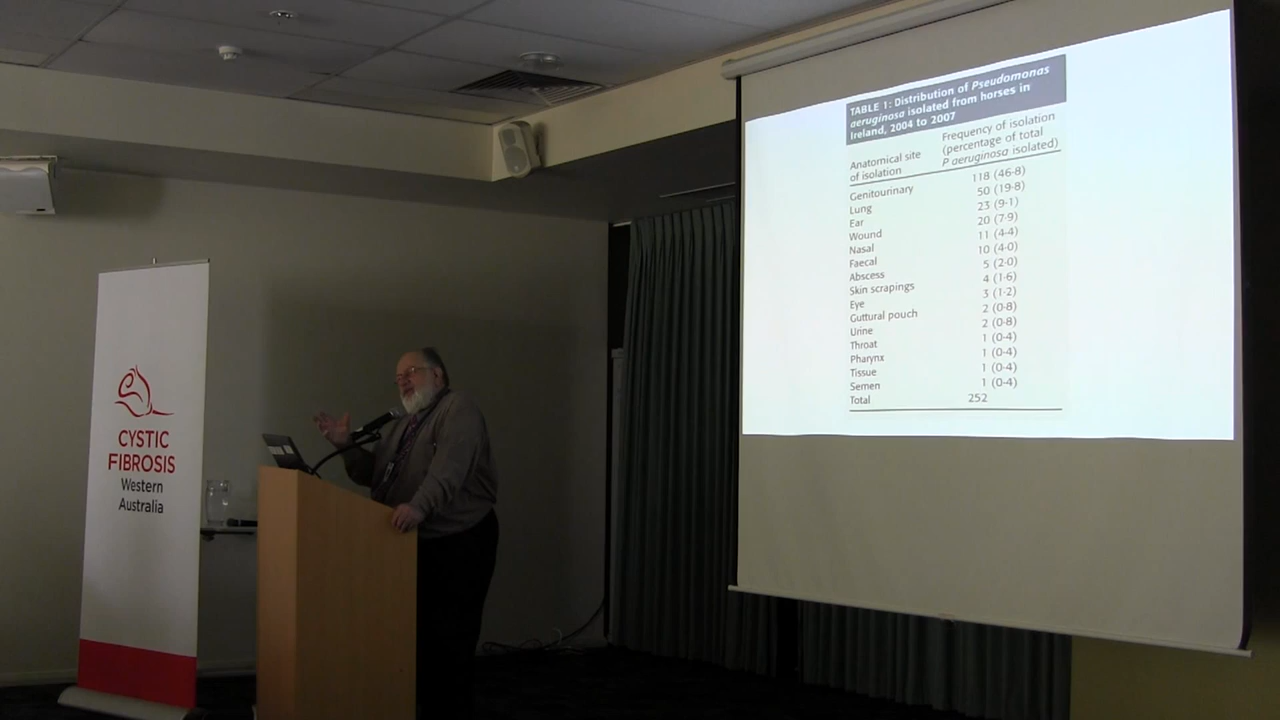 CYSTIC
FIBROSIS
Western
Australia
TABLE 1: Distribution of Pseudomonas
aeruginosa isolated from horses in
Ireland, 2004 to 2007
Anatomical site
of isolation
Frequency of isolation
(percentage of total
P aeruginosa isolated)
Genitourinary 118 (46·8)
Lung 50 (19·8)
Ear 23 (9·1)
Wound 20 (7·9)
Nasal 11 (4·4)
Faecal 10 (4·0)
Abscess 5 (2·0)
Skin scrapings 4 (1·6)
Eye 3 (1·2)
Guttural pouch 2 (0·8)
Urine 2 (0·8)
Throat 1 (0·4)
Pharynx 1 (0·4)
Tissue 1 (0·4)
Semen 1 (0·4)
Total 252